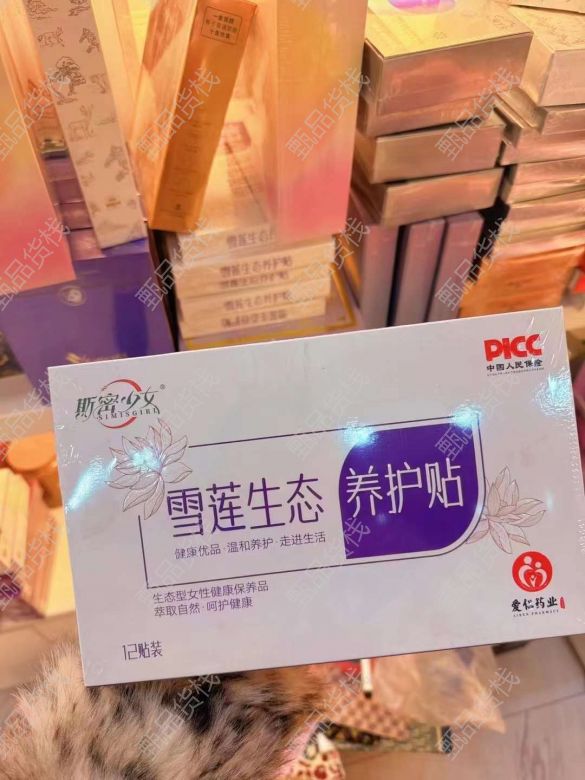 雪莲生态养护贴
雪莲生态养护贴
斯密少女®
SIMISGIRL
PICC
中国人民保险
雪莲生态
养护贴
健康优品·温和养护·走进生活
生态型女性健康保养品
萃取自然·呵护健康
12贴装
爱仁药业
AIREN PHARMACY
甄品货栈